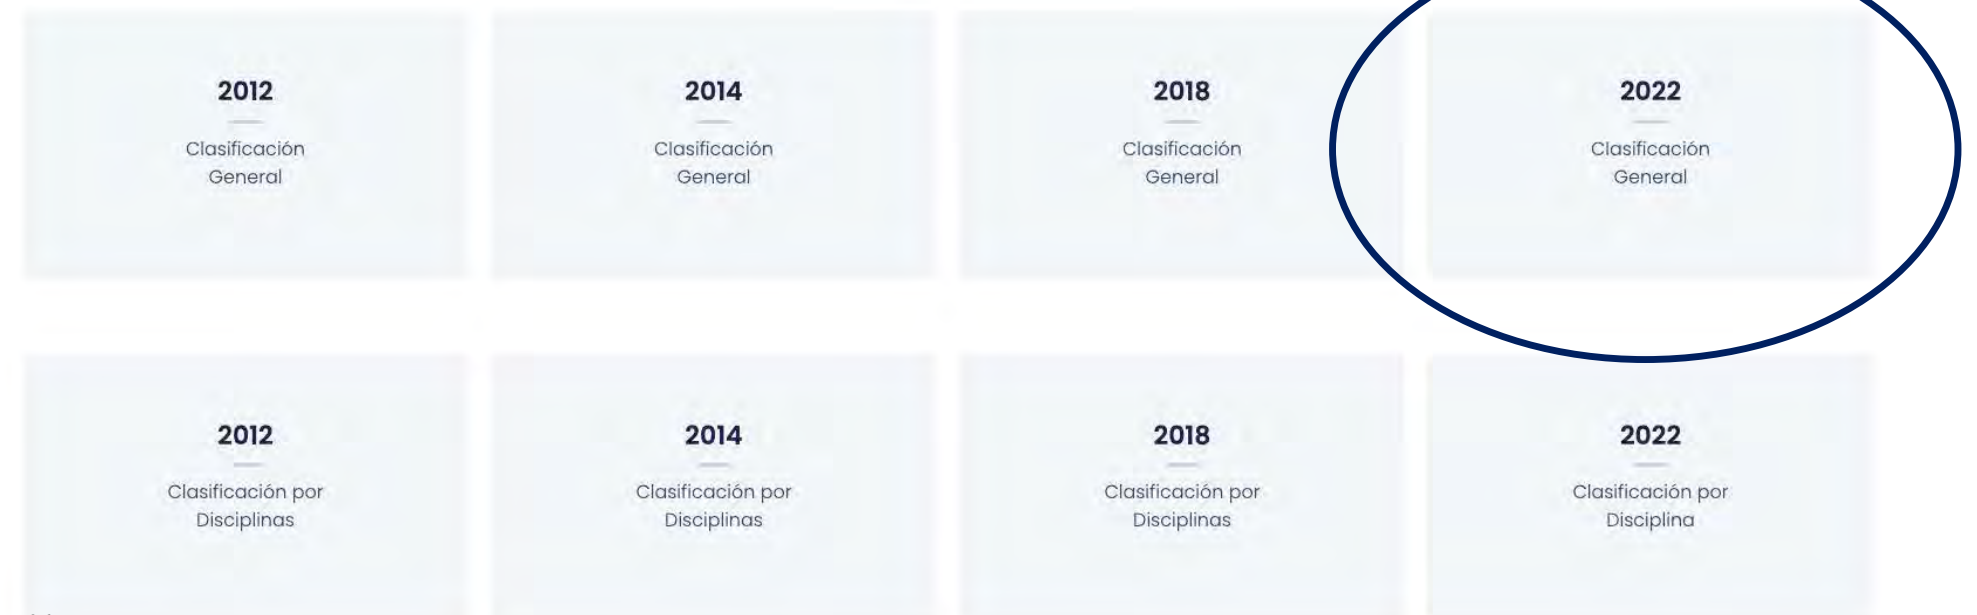 2012
Clasificación
General
2014
Clasificación
General
2018
Clasificación
General
2022
Clasificación
General
2012
Clasificación por
Disciplinas
2014
Clasificación por
Disciplinas
2018
Clasificación por
Disciplinas
2022
Clasificación por
Disciplina